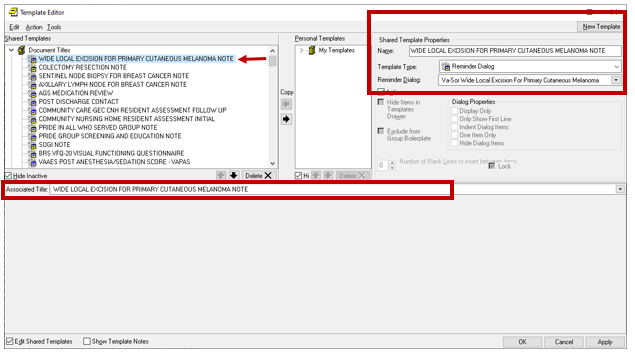 Template Editor
Edit Action Tools
New Template
Shared Templates
Personal Templates
Shared Template Properties
Document Titles
My Templates
Name: WIDE LOCAL EXCISION FOR PRIMARY CUTANEOUS MELANOMA NOTE
WIDE LOCAL EXCISION FOR PRIMARY CUTANEOUS MELANOMA NOTE
COLECTOMY RESECTION NOTE
Template Type: Reminder Dialog
SENTINEL NODE BIOPSY FOR BREAST CANCER NOTE
Reminder Dialog: Va-Sor Wide Local Excision For Primary Cutaneous Melanoma
AXILLARY LYMPH NODE FOR BREAST CANCER NOTE
AGS MEDICATION REVIEW
Copy
POST DISCHARGE CONTACT
Hide Items in
Templates
Drawer
Dialog Properties
COMMUNITY CARE-GEC CNH RESIDENT ASSESSMENT FOLLOW UP
Display Only
COMMUNITY NURSING HOME RESIDENT ASSESSMENT INITIAL
Only Show First Line
PRIDE IN ALL WHO SERVED GROUP NOTE
Exclude from
Group Boilerplate
Indent Dialog Items
PRIDE GROUP SCREENING AND EDUCATION NOTE
One Item Only
SOGI NOTE
Hide Dialog Items
BRS VFQ-20 VISUAL FUNCTIONING QUESTIONNAIRE
VAAES POST ANESTHESIA/SEDATION SCORE - VAPAS
0 Number of Blank Lines to insert between items
Lock
Hide Inactive
Delete
Hi
Delete
Associated Title: WIDE LOCAL EXCISION FOR PRIMARY CUTANEOUS MELANOMA NOTE
Edit Shared Templates
Show Template Notes
OK
Cancel
Apply